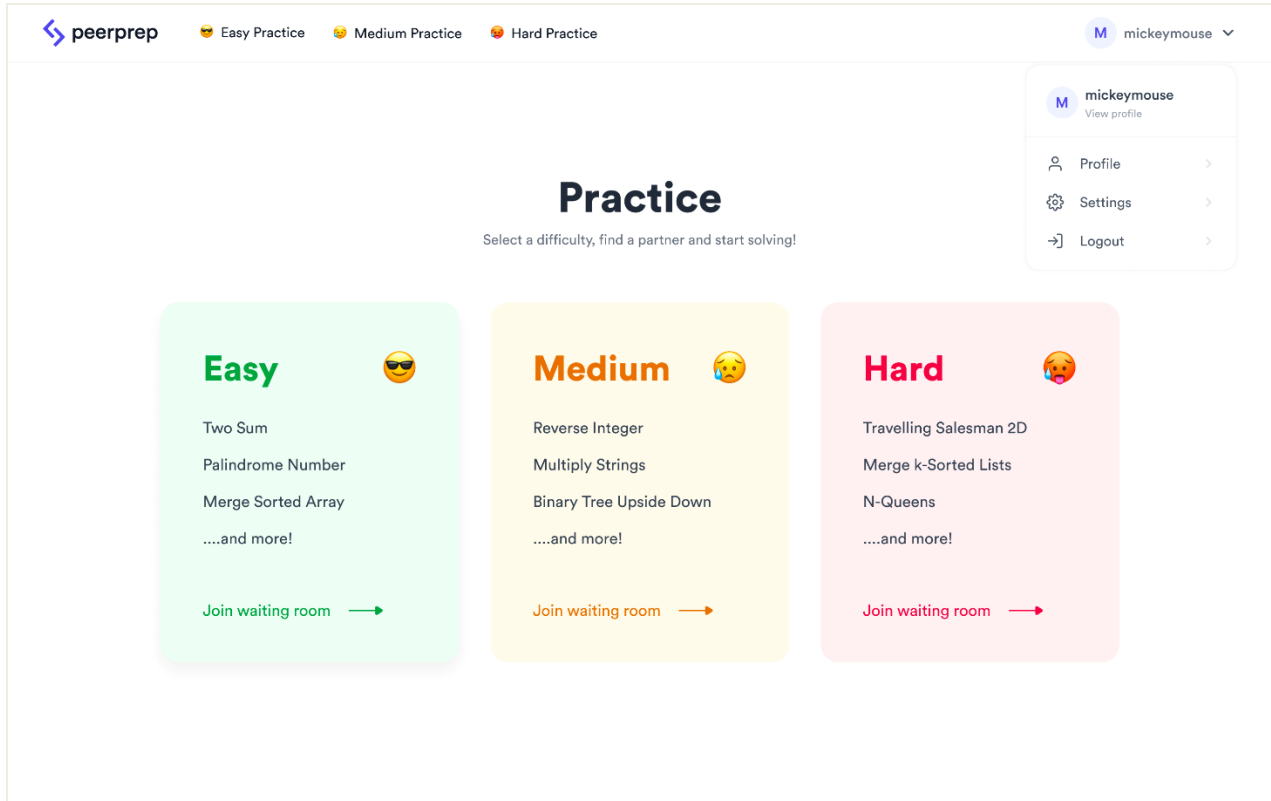 peerprep
Easy Practice
Medium Practice
Hard Practice
M
mickeymouse
M
mickeymouse
View profile
Profile
Settings
Logout
Practice
Select a difficulty, find a partner and start solving!
Easy
Two Sum
Palindrome Number
Merge Sorted Array
....and more!
Join waiting room
Medium
Reverse Integer
Multiply Strings
Binary Tree Upside Down
....and more!
Join waiting room
Hard
Travelling Salesman 2D
Merge k-Sorted Lists
N-Queens
....and more!
Join waiting room